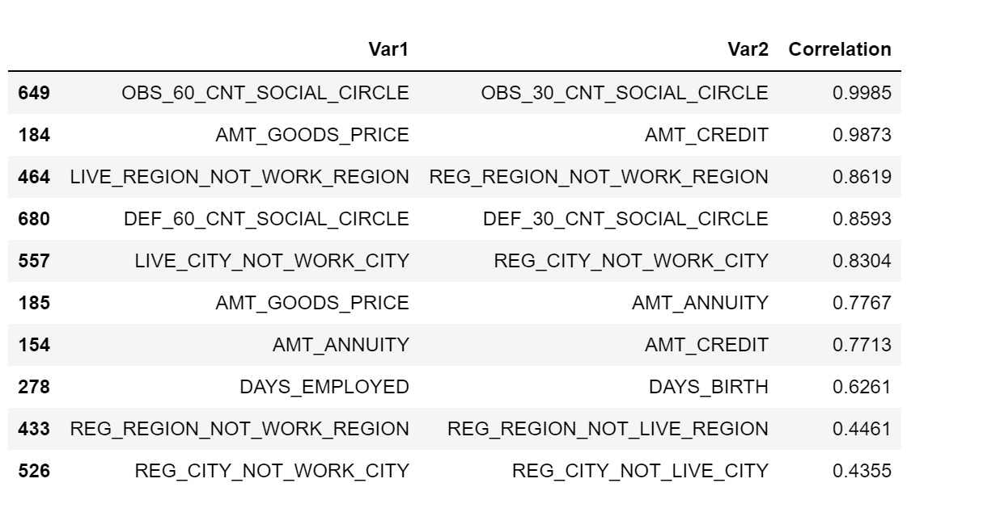 Var1 Var2 Correlation
649 OBS_60_CNT_SOCIAL_CIRCLE OBS_30_CNT_SOCIAL_CIRCLE 0.9985
184 AMT_GOODS_PRICE AMT_CREDIT 0.9873
464 LIVE_REGION_NOT_WORK_REGION REG_REGION_NOT_WORK_REGION 0.8619
680 DEF_60_CNT_SOCIAL_CIRCLE DEF_30_CNT_SOCIAL_CIRCLE 0.8593
557 LIVE_CITY_NOT_WORK_CITY REG_CITY_NOT_WORK_CITY 0.8304
185 AMT_GOODS_PRICE AMT_ANNUITY 0.7767
154 AMT_ANNUITY AMT_CREDIT 0.7713
278 DAYS_EMPLOYED DAYS_BIRTH 0.6261
433 REG_REGION_NOT_WORK_REGION REG_REGION_NOT_LIVE_REGION 0.4461
526 REG_CITY_NOT_WORK_CITY REG_CITY_NOT_LIVE_CITY 0.4355